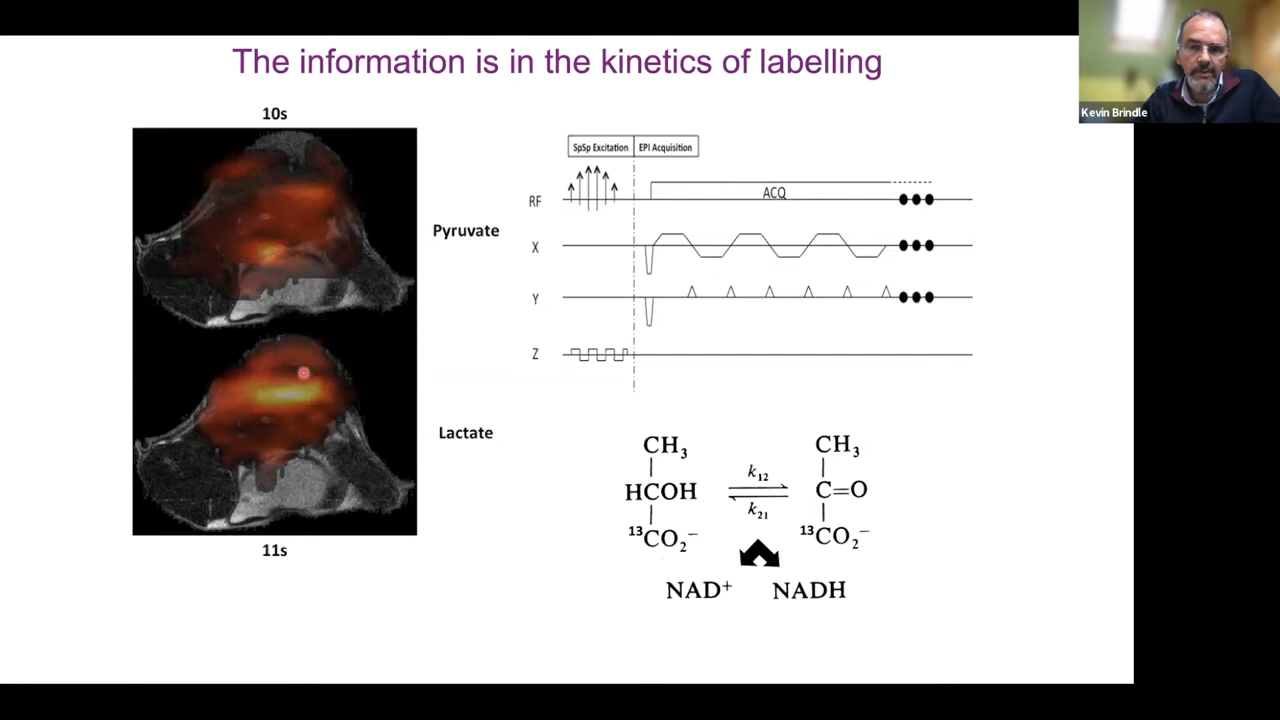 The information is in the kinetics of labelling
Kevin Brindle
10s
Pyruvate
Lactate
11s
SpSp Excitation
EPI Acquisition
RF
ACQ
X
Y
Z
CH₃
HCOH
¹³CO₂⁻
k₁₂
k₂₁
CH₃
C=O
¹³CO₂⁻
NAD⁺
NADH